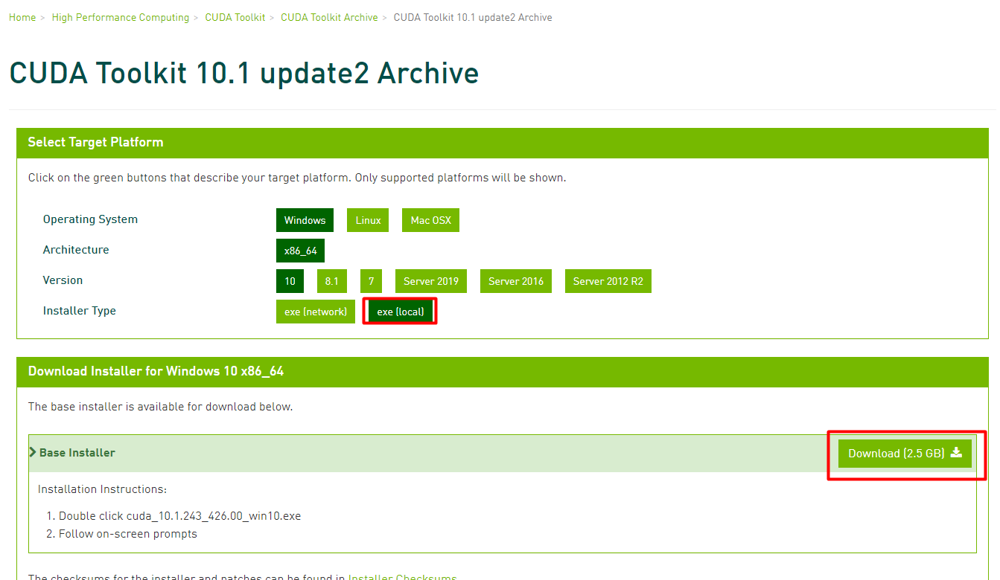 Home > High Performance Computing > CUDA Toolkit > CUDA Toolkit Archive > CUDA Toolkit 10.1 update2 Archive
CUDA Toolkit 10.1 update2 Archive
Select Target Platform
Click on the green buttons that describe your target platform. Only supported platforms will be shown.
Operating System Windows Linux Mac OSX
Architecture x86_64
Version 10 8.1 7 Server 2019 Server 2016 Server 2012 R2
Installer Type exe (network) exe (local)
Download Installer for Windows 10 x86_64
The base installer is available for download below.
Base Installer Download (2.5 GB)
Installation Instructions:
1. Double click cuda_10.1.243_426.00_win10.exe
2. Follow on-screen prompts
The checksums for the installer and patches can be found in Installer Checksums.